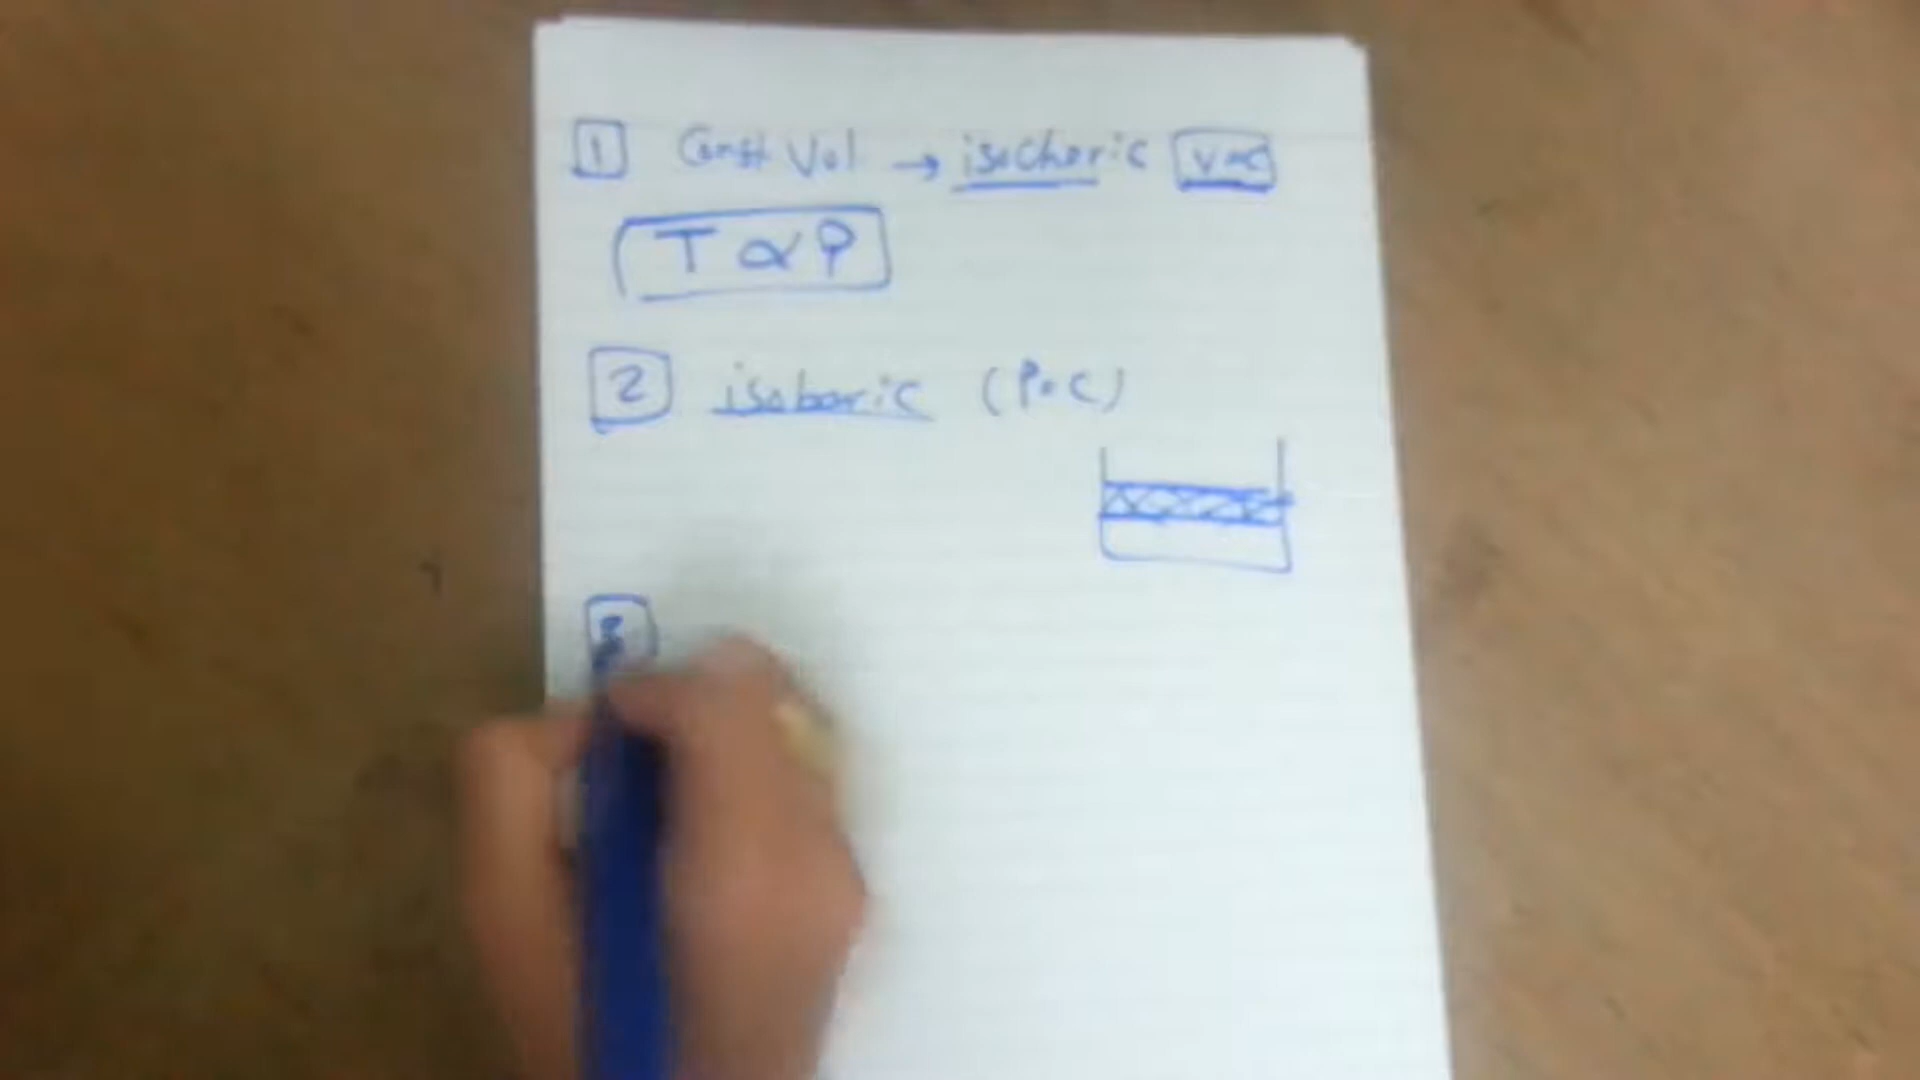 1 Const Vol → isochoric V=C
T α P
2 isobaric (P=C)